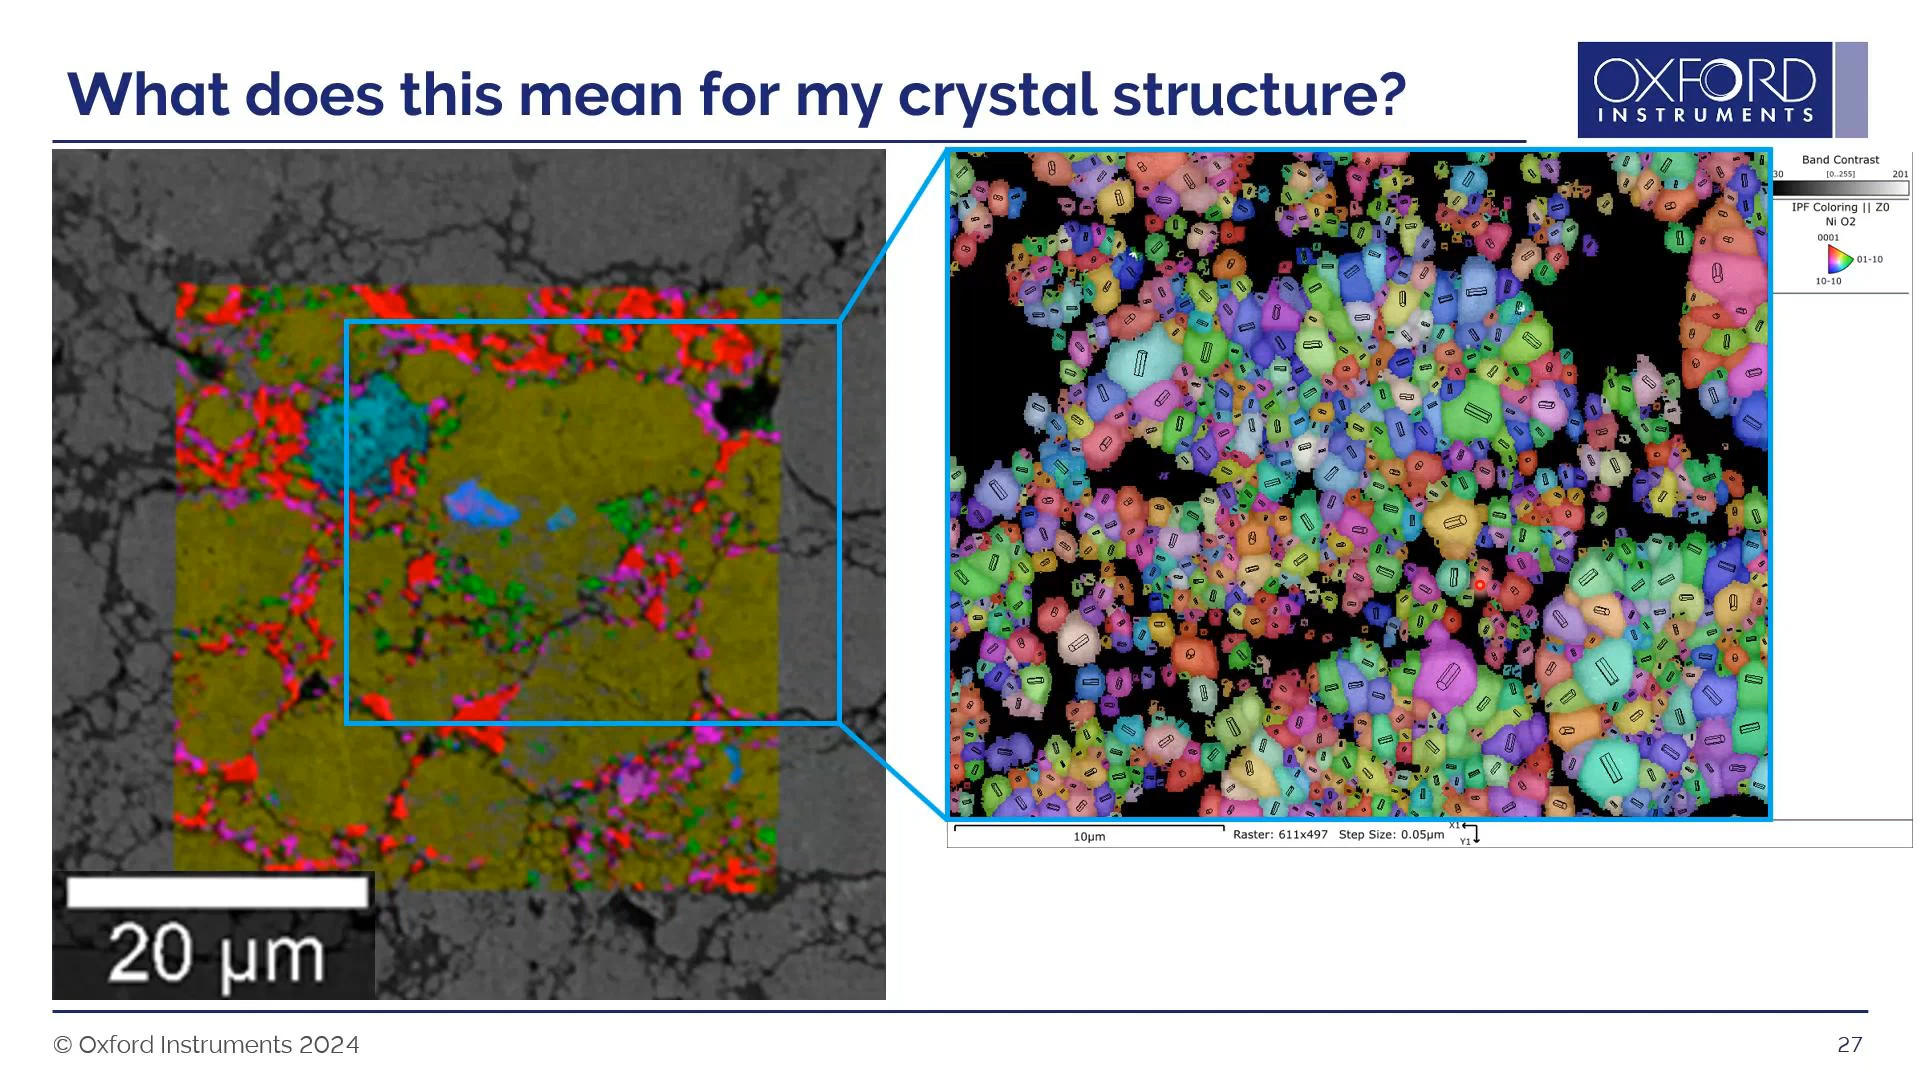 What does this mean for my crystal structure?
OXFORD
INSTRUMENTS
Band Contrast
30 [0..255] 201
IPF Coloring || Z0
Ni O2
0001
01-10
10-10
20 µm
10µm
Raster: 611x497 Step Size: 0.05µm
X1
Y1
© Oxford Instruments 2024
27